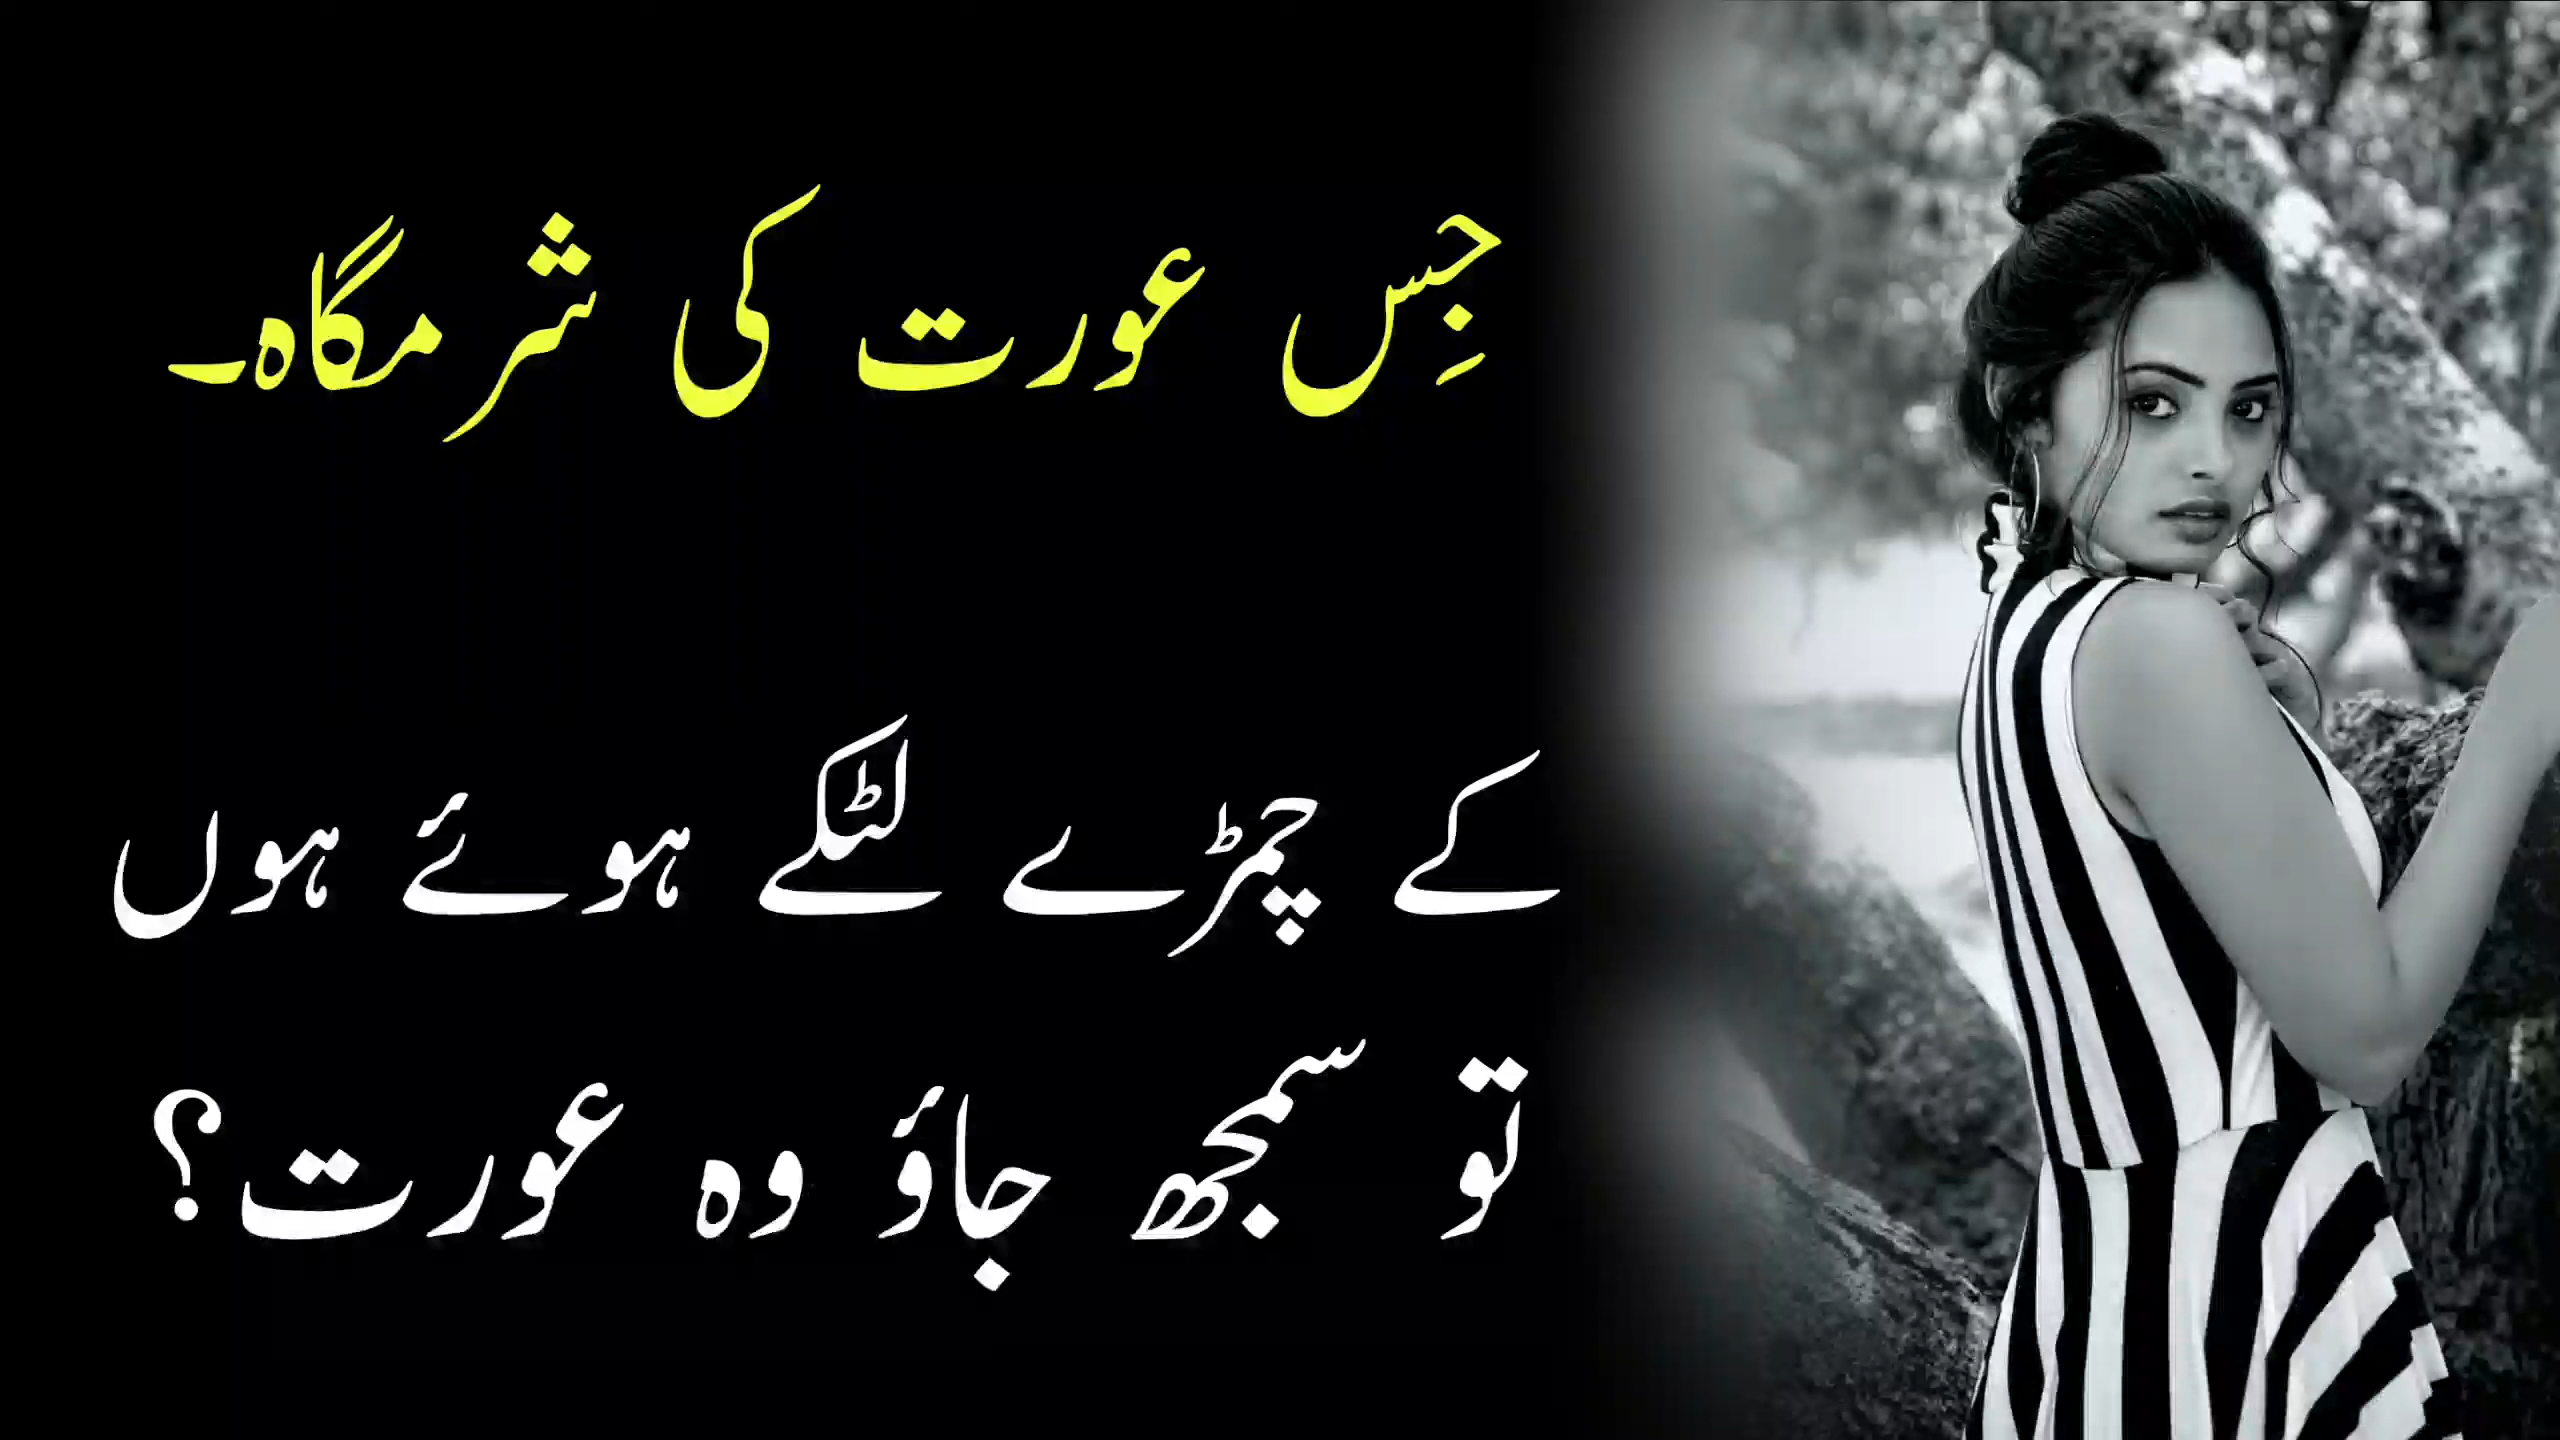 جِس عورت کی شرمگاہ۔
کے چمڑے لٹکے ہوئے ہوں
تو سمجھ جاؤ وہ عورت؟